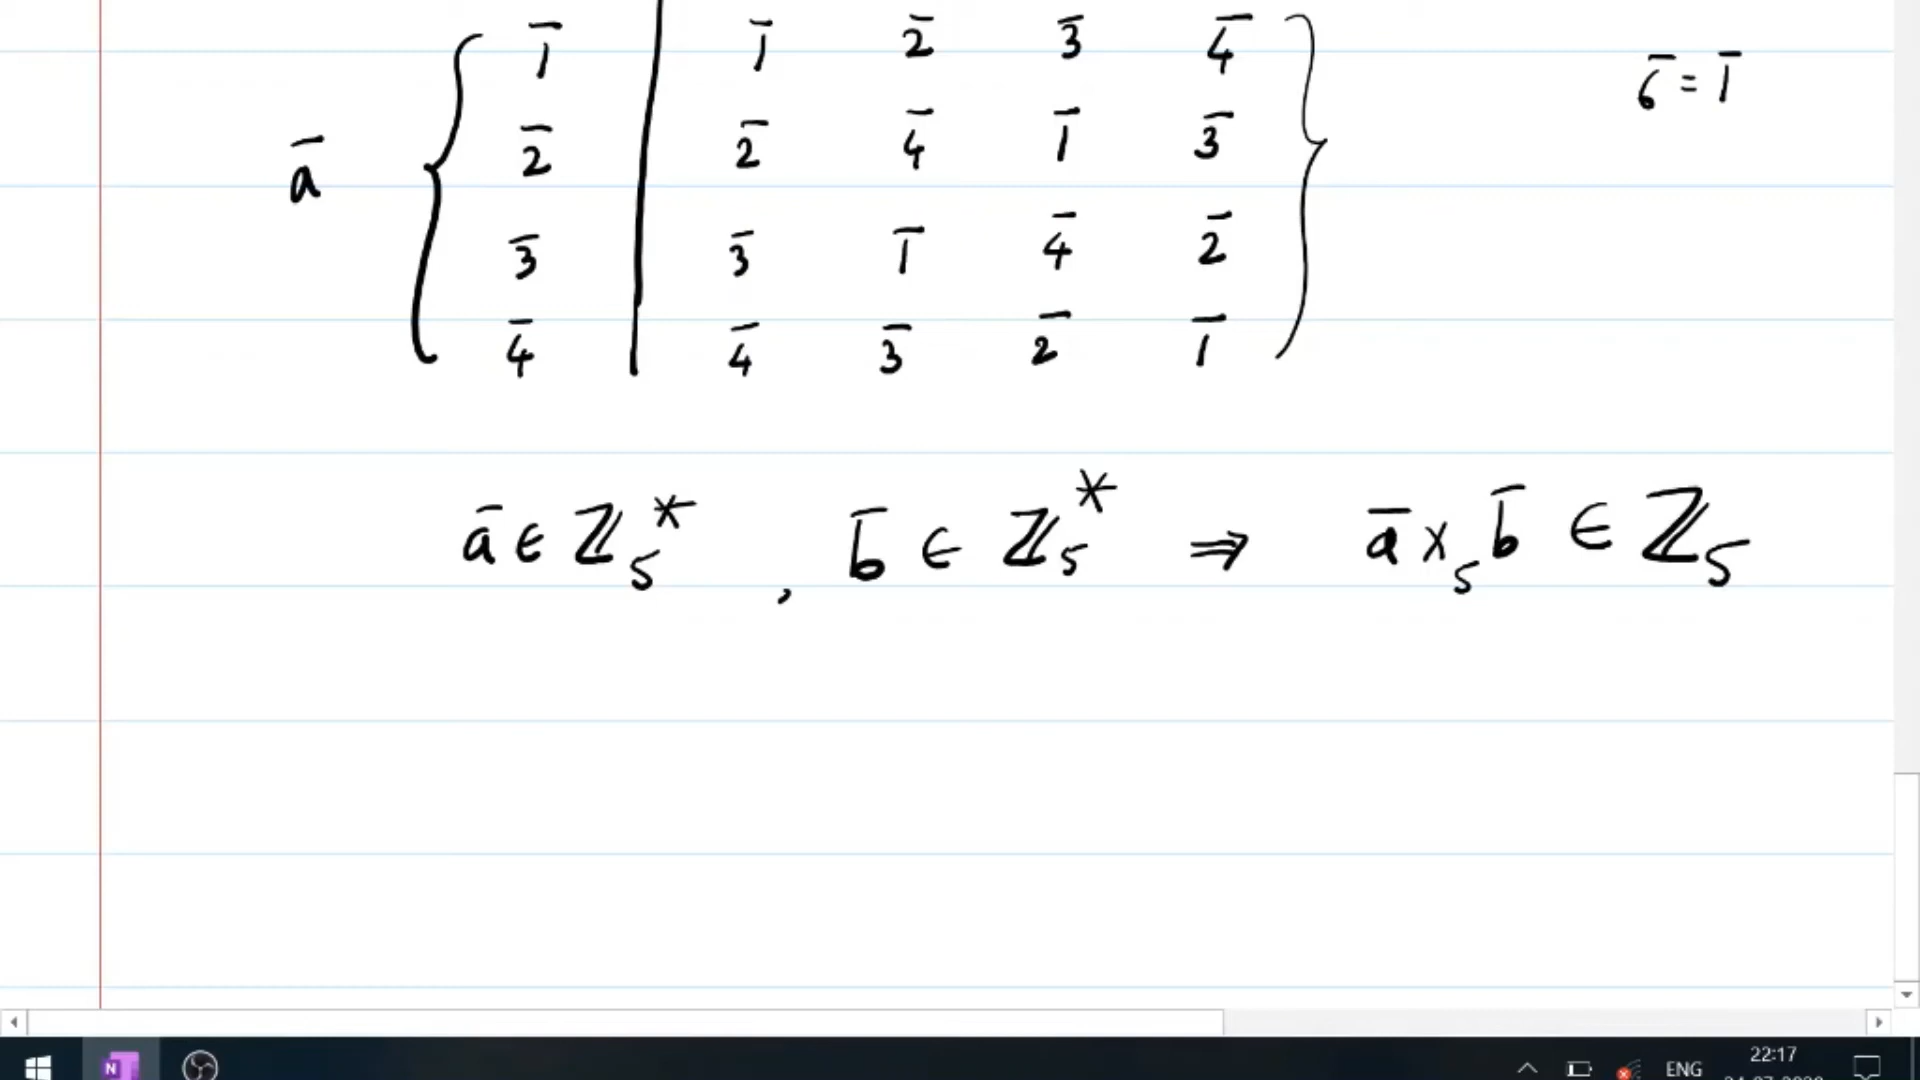 1̅ 1̅ 2̅ 3̅ 4̅ 6̅ = 1̅
a̅ 2̅ 2̅ 4̅ 1̅ 3̅
3̅ 3̅ 1̅ 4̅ 2̅
4̅ 4̅ 3̅ 2̅ 1̅
a̅ ∈ ℤ₅* , b̅ ∈ ℤ₅* ⇒ a̅ ×₅ b̅ ∈ ℤ₅
N ENG 22:17